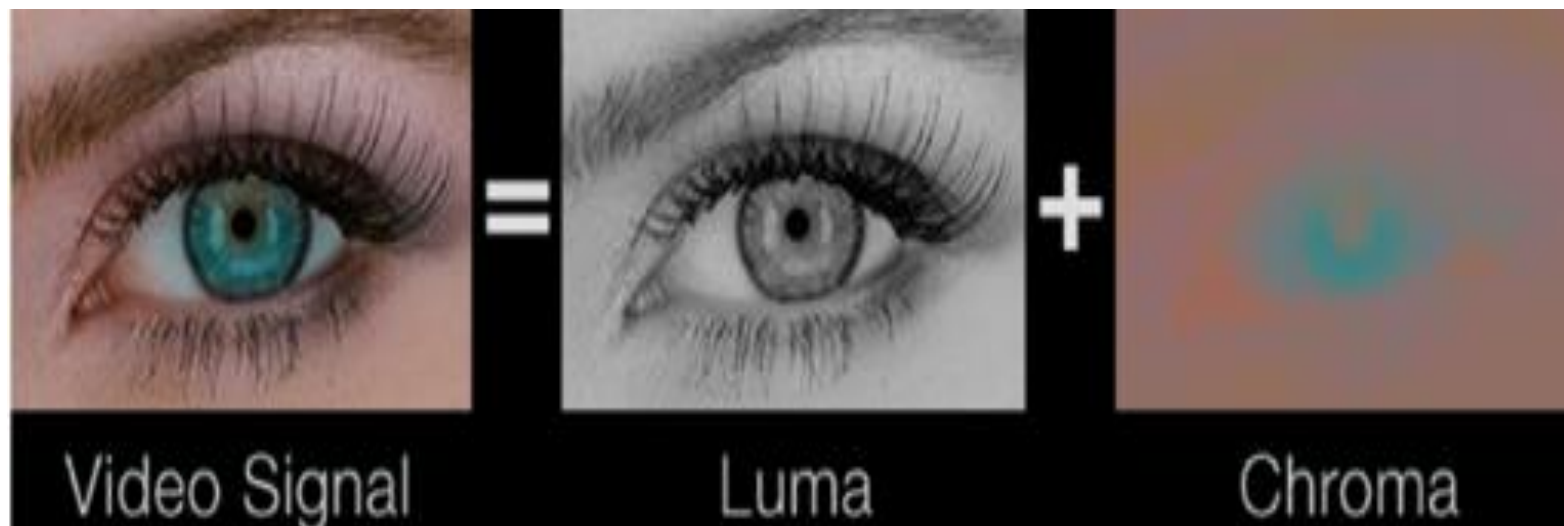 Video Signal = Luma + Chroma